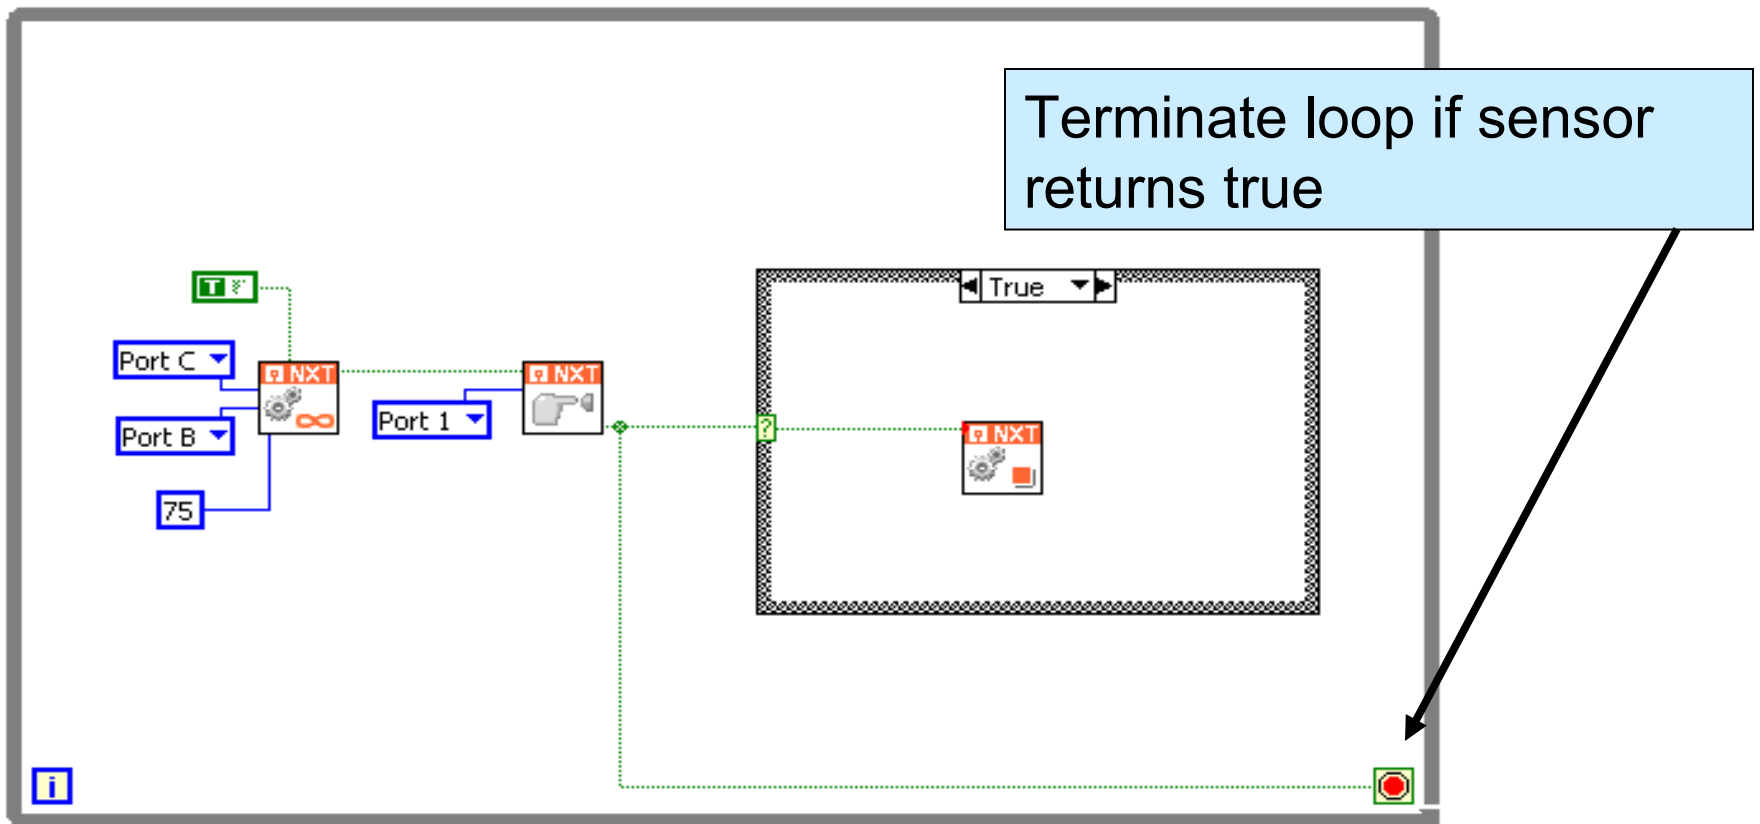 Terminate loop if sensor
returns true
T
True
Port C
NXT
NXT
Port B
Port 1
?
NXT
75
i